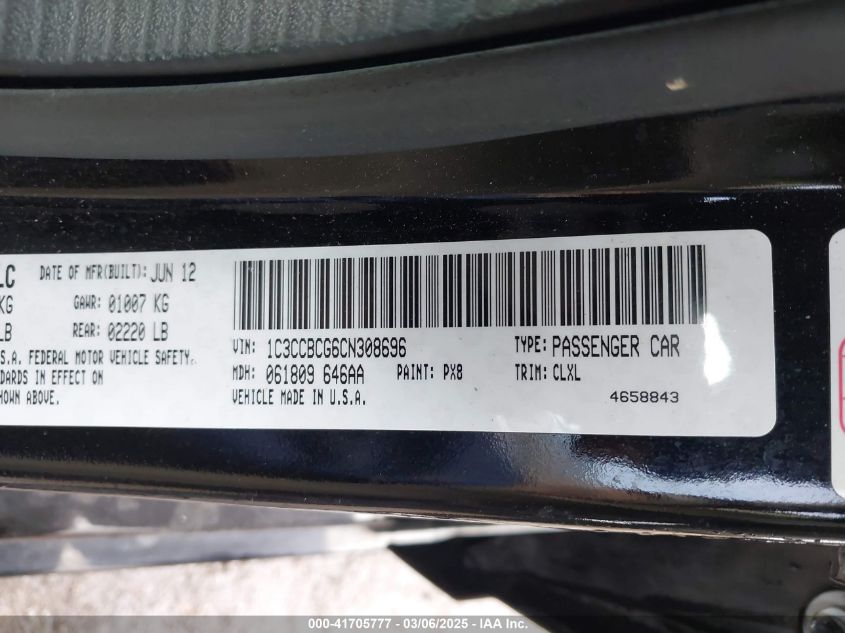 LC DATE OF MFR(BUILT): JUN 12
KG GAWR: 01007 KG
LB REAR: 02220 LB
S.A. FEDERAL MOTOR VEHICLE SAFETY
DARDS IN EFFECT ON
SHOWN ABOVE.
VIN: 1C3CCBCG6CN308696 TYPE: PASSENGER CAR
MDH: 061809 646AA PAINT: PX8 TRIM: CLXL
VEHICLE MADE IN U.S.A. 4658843
000-41705777 - 03/06/2025 - IAA Inc.